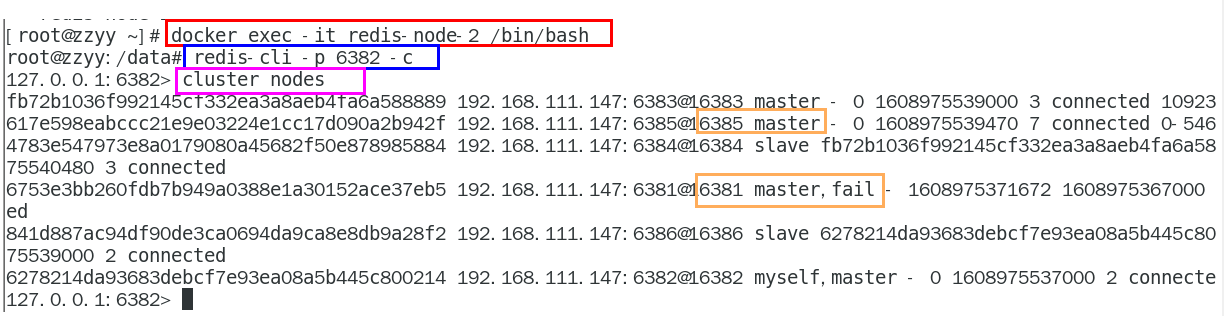 [root@zzyy ~]# docker exec -it redis-node-2 /bin/bash
root@zzyy:/data# redis-cli -p 6382 -c
127.0.0.1:6382> cluster nodes
fb72b1036f992145cf332ea3a8aeb4fa6a588889 192.168.111.147:6383@16383 master - 0 1608975539000 3 connected 10923
617e598eabccc21e9e03224e1cc17d090a2b942f 192.168.111.147:6385@16385 master - 0 1608975539470 7 connected 0-546
4783e547973e8a0179080a45682f50e878985884 192.168.111.147:6384@16384 slave fb72b1036f992145cf332ea3a8aeb4fa6a58
75540480 3 connected
6753e3bb260fdb7b949a0388e1a30152ace37eb5 192.168.111.147:6381@16381 master,fail - 1608975371672 1608975367000
ed
841d887ac94df90de3ca0694da9ca8e8db9a28f2 192.168.111.147:6386@16386 slave 6278214da93683debcf7e93ea08a5b445c80
75539000 2 connected
6278214da93683debcf7e93ea08a5b445c800214 192.168.111.147:6382@16382 myself,master - 0 1608975537000 2 connecte
127.0.0.1:6382>